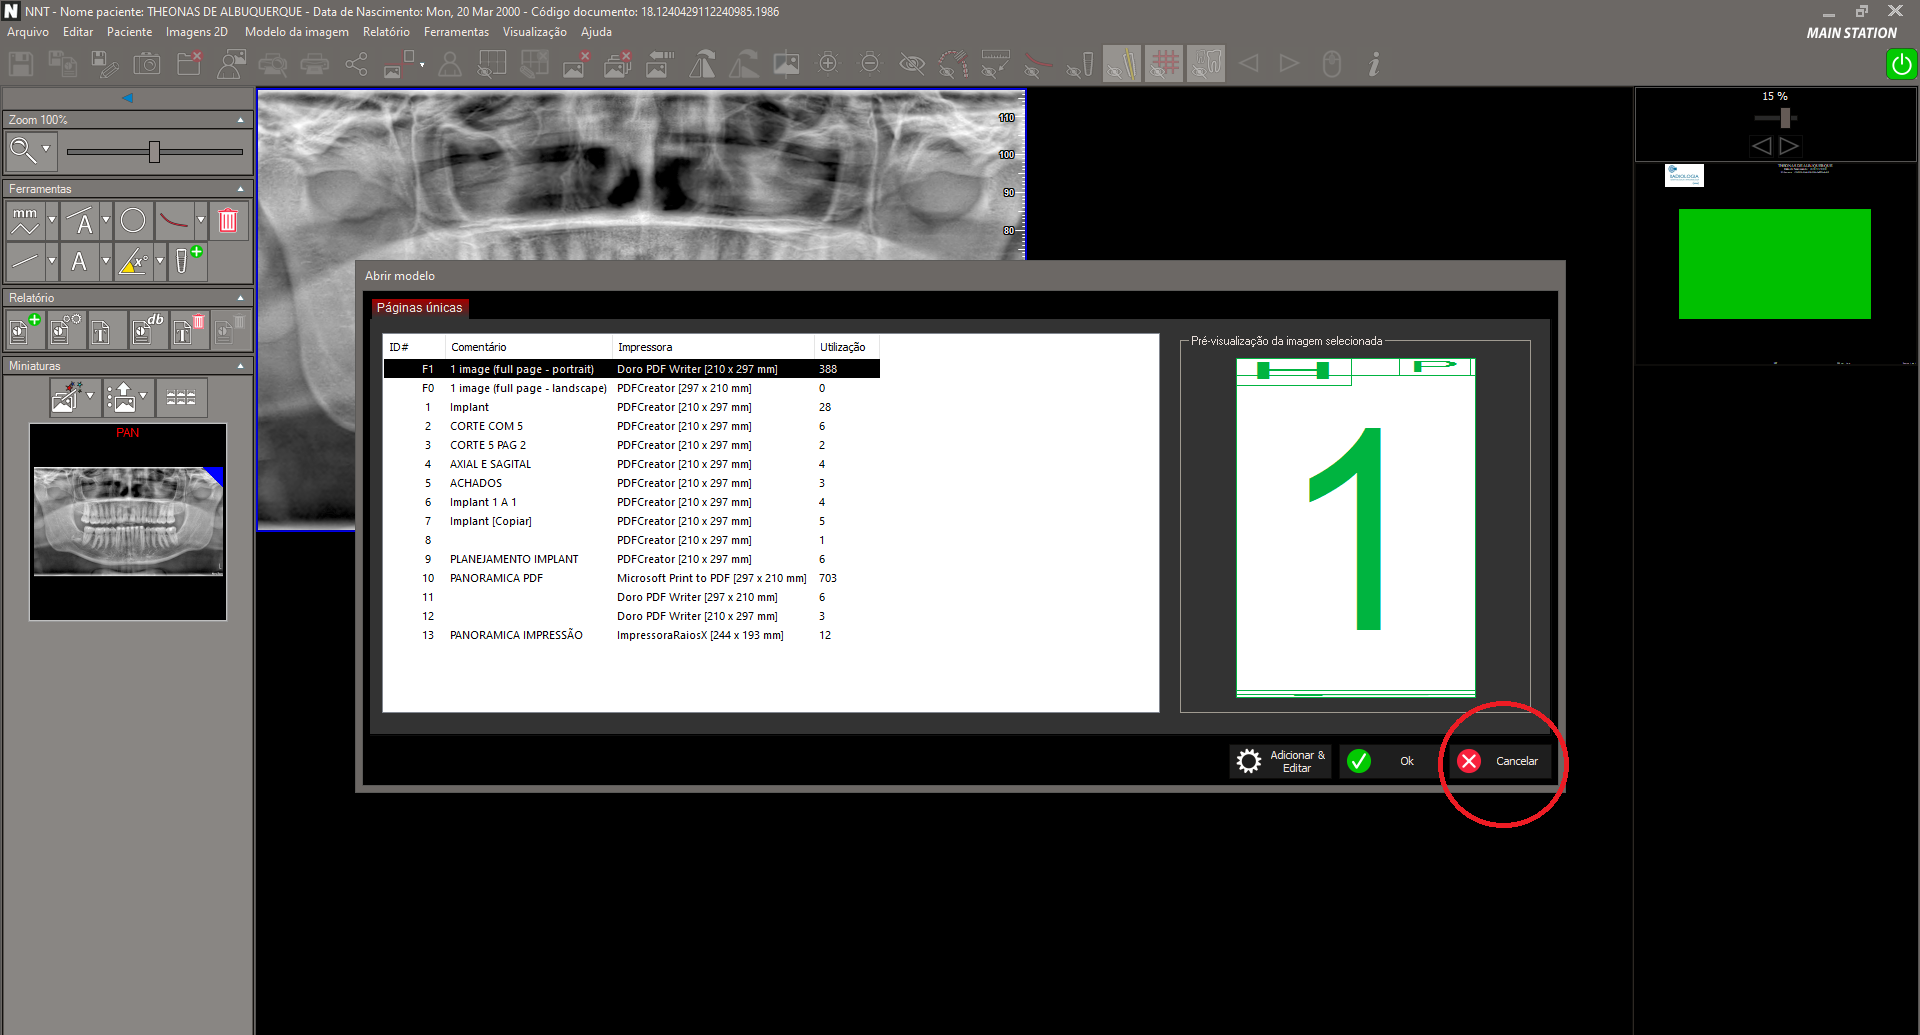 NNT - Nome paciente: THEONAS DE ALBUQUERQUE - Data de Nascimento: Mon, 20 Mar 2000 - Código documento: 18.1240429112240985.1986
Arquivo Editar Paciente Imagens 2D Modelo da imagem Relatório Ferramentas Visualização Ajuda
MAIN STATION
Zoom 100%
Ferramentas
mm A
A x°
Relatório
T db T
Miniaturas
PAN
L
110
100
90
80
15 %
RADIOLOGIA
THEONAS DE ALBUQUERQUE
Abrir modelo
Páginas únicas
ID# Comentário Impressora Utilização
F1 1 image (full page - portrait) Doro PDF Writer [210 x 297 mm] 388
F0 1 image (full page - landscape) PDFCreator [297 x 210 mm] 0
1 Implant PDFCreator [210 x 297 mm] 28
2 CORTE COM 5 PDFCreator [210 x 297 mm] 6
3 CORTE 5 PAG 2 PDFCreator [210 x 297 mm] 2
4 AXIAL E SAGITAL PDFCreator [210 x 297 mm] 4
5 ACHADOS PDFCreator [210 x 297 mm] 3
6 Implant 1 A 1 PDFCreator [210 x 297 mm] 4
7 Implant [Copiar] PDFCreator [210 x 297 mm] 5
8 PDFCreator [210 x 297 mm] 1
9 PLANEJAMENTO IMPLANT PDFCreator [210 x 297 mm] 6
10 PANORAMICA PDF Microsoft Print to PDF [297 x 210 mm] 703
11 Doro PDF Writer [297 x 210 mm] 6
12 Doro PDF Writer [210 x 297 mm] 3
13 PANORAMICA IMPRESSÃO ImpressoraRaiosX [244 x 193 mm] 12
Pré-visualização da imagem selecionada
H P
1
Adicionar &
Editar
Ok
Cancelar